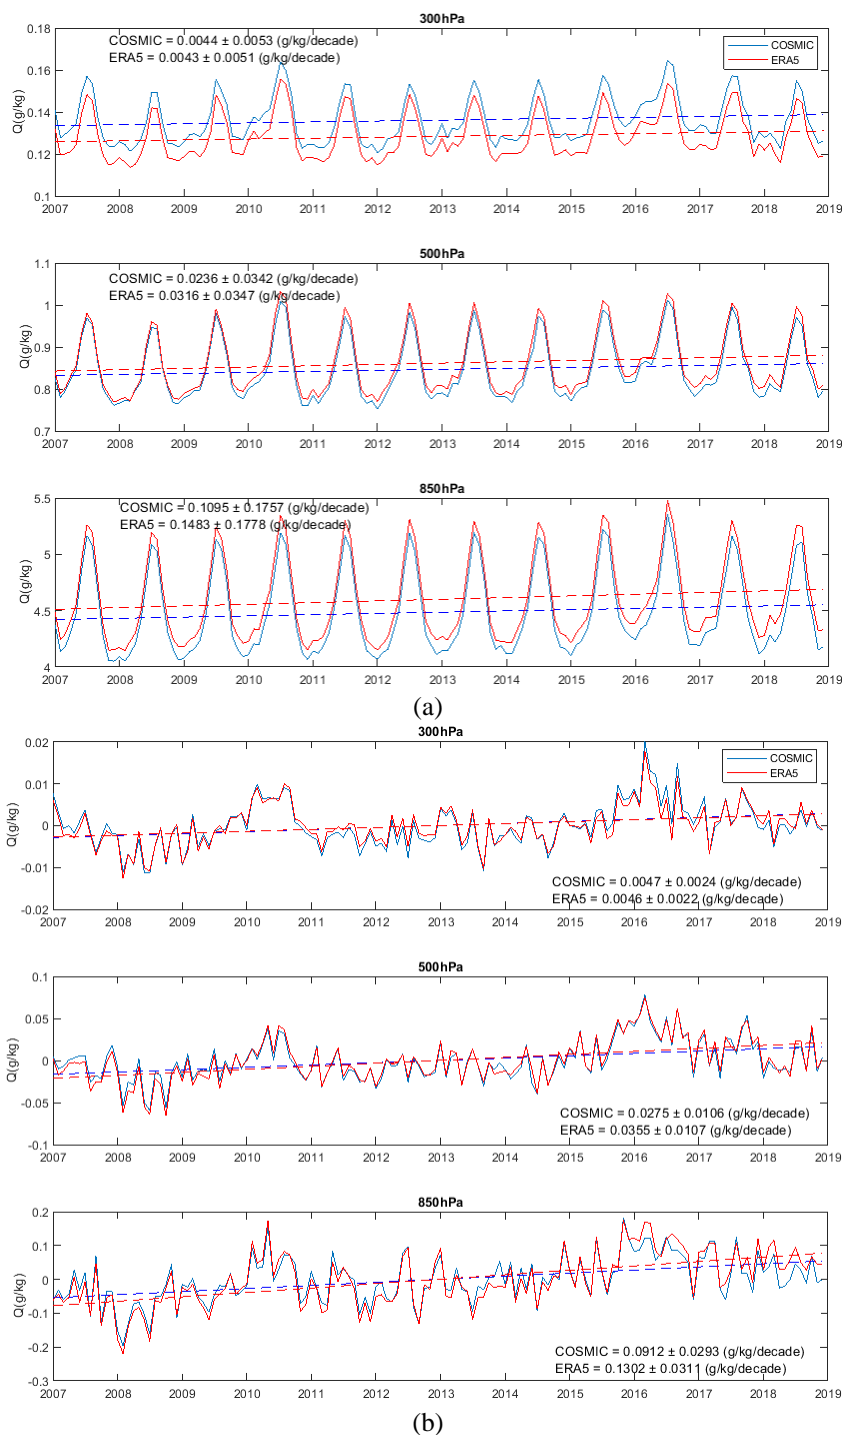 300hPa
COSMIC = 0.0044 ± 0.0053 (g/kg/decade)
ERA5 = 0.0043 ± 0.0051 (g/kg/decade)
COSMIC
ERA5
Q(g/kg)
0.18
0.16
0.14
0.12
0.1
2007 2008 2009 2010 2011 2012 2013 2014 2015 2016 2017 2018 2019
500hPa
COSMIC = 0.0236 ± 0.0342 (g/kg/decade)
ERA5 = 0.0316 ± 0.0347 (g/kg/decade)
Q(g/kg)
1.1
1
0.9
0.8
0.7
2007 2008 2009 2010 2011 2012 2013 2014 2015 2016 2017 2018 2019
850hPa
COSMIC = 0.1095 ± 0.1757 (g/kg/decade)
ERA5 = 0.1483 ± 0.1778 (g/kg/decade)
Q(g/kg)
5.5
5
4.5
4
2007 2008 2009 2010 2011 2012 2013 2014 2015 2016 2017 2018 2019
(a)
300hPa
COSMIC
ERA5
Q(g/kg)
0.02
0.01
0
-0.01
-0.02
COSMIC = 0.0047 ± 0.0024 (g/kg/decade)
ERA5 = 0.0046 ± 0.0022 (g/kg/decade)
2007 2008 2009 2010 2011 2012 2013 2014 2015 2016 2017 2018 2019
500hPa
Q(g/kg)
0.1
0.05
0
-0.05
-0.1
COSMIC = 0.0275 ± 0.0106 (g/kg/decade)
ERA5 = 0.0355 ± 0.0107 (g/kg/decade)
2007 2008 2009 2010 2011 2012 2013 2014 2015 2016 2017 2018 2019
850hPa
Q(g/kg)
0.2
0.1
0
-0.1
-0.2
-0.3
COSMIC = 0.0912 ± 0.0293 (g/kg/decade)
ERA5 = 0.1302 ± 0.0311 (g/kg/decade)
2007 2008 2009 2010 2011 2012 2013 2014 2015 2016 2017 2018 2019
(b)